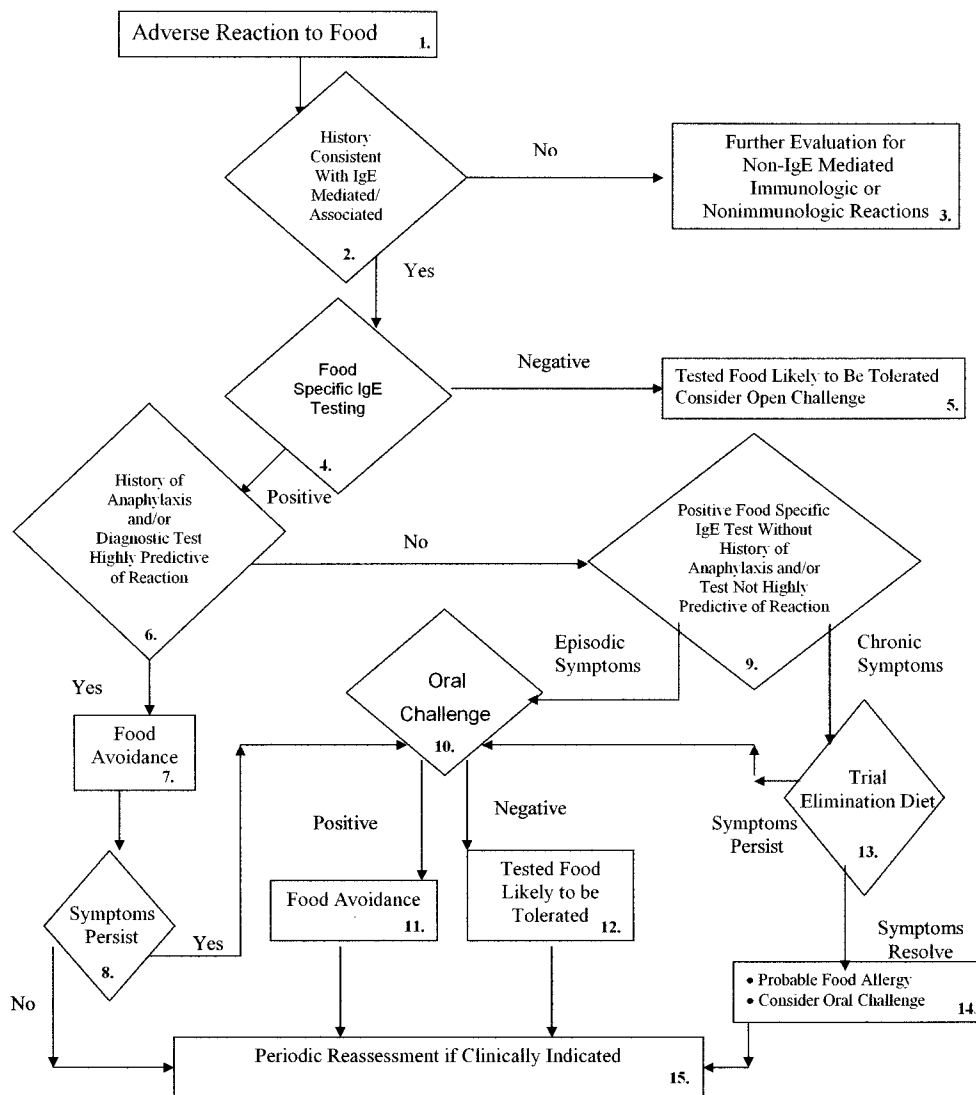 Adverse Reaction to Food
1.
History
Consistent
With IgE
Mediated/
Associated
2.
No
Further Evaluation for
Non-IgE Mediated
Immunologic or
Nonimmunologic Reactions
3.
Yes
Food
Specific IgE
Testing
4.
Negative
Tested Food Likely to Be Tolerated
Consider Open Challenge
5.
Positive
History of
Anaphylaxis
and/or
Diagnostic Test
Highly Predictive
of Reaction
6.
No
Positive Food Specific
IgE Test Without
History of
Anaphylaxis and/or
Test Not Highly
Predictive of Reaction
9.
Yes
Food
Avoidance
7.
Episodic
Symptoms
Chronic
Symptoms
Oral
Challenge
10.
Trial
Elimination Diet
13.
Symptoms
Persist
Positive
Negative
Symptoms
Persist
8.
Yes
No
Food Avoidance
11.
Tested Food
Likely to be
Tolerated
12.
Symptoms
Resolve
• Probable Food Allergy
• Consider Oral Challenge
14.
Periodic Reassessment if Clinically Indicated
15.